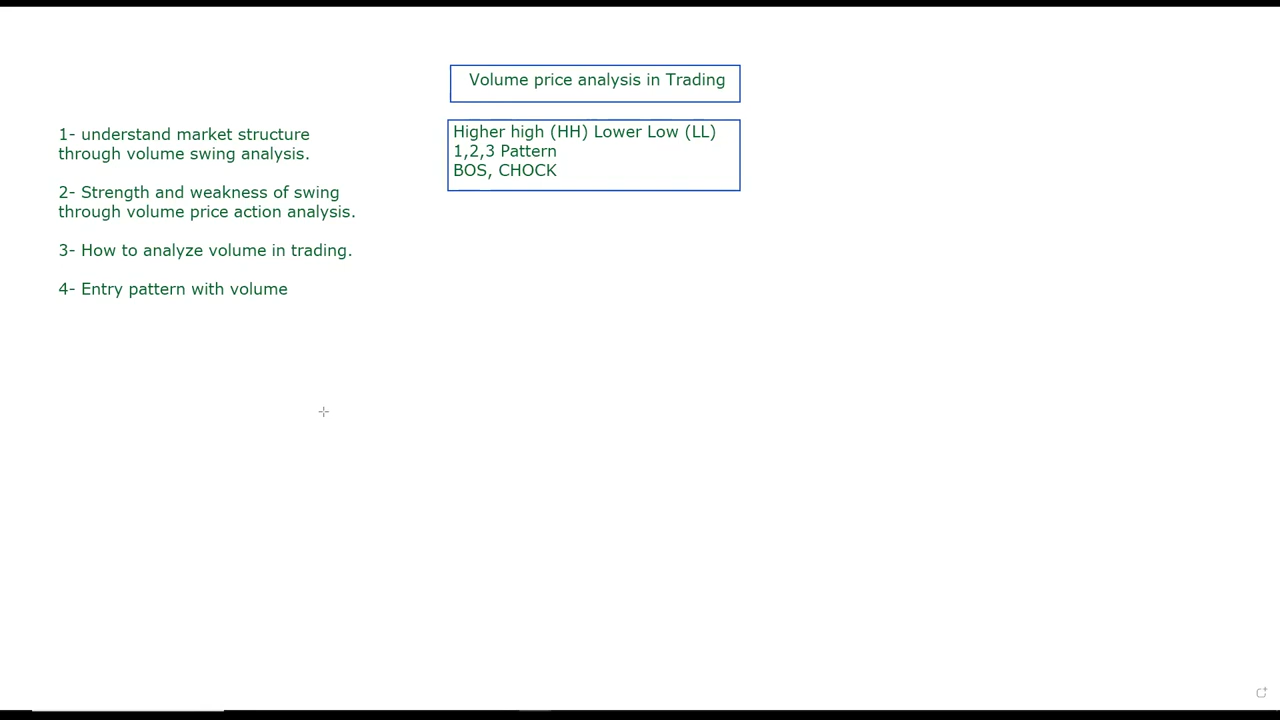 Volume price analysis in Trading
Higher high (HH) Lower Low (LL)
1,2,3 Pattern
BOS, CHOCK
1- understand market structure
through volume swing analysis.
2- Strength and weakness of swing
through volume price action analysis.
3- How to analyze volume in trading.
4- Entry pattern with volume